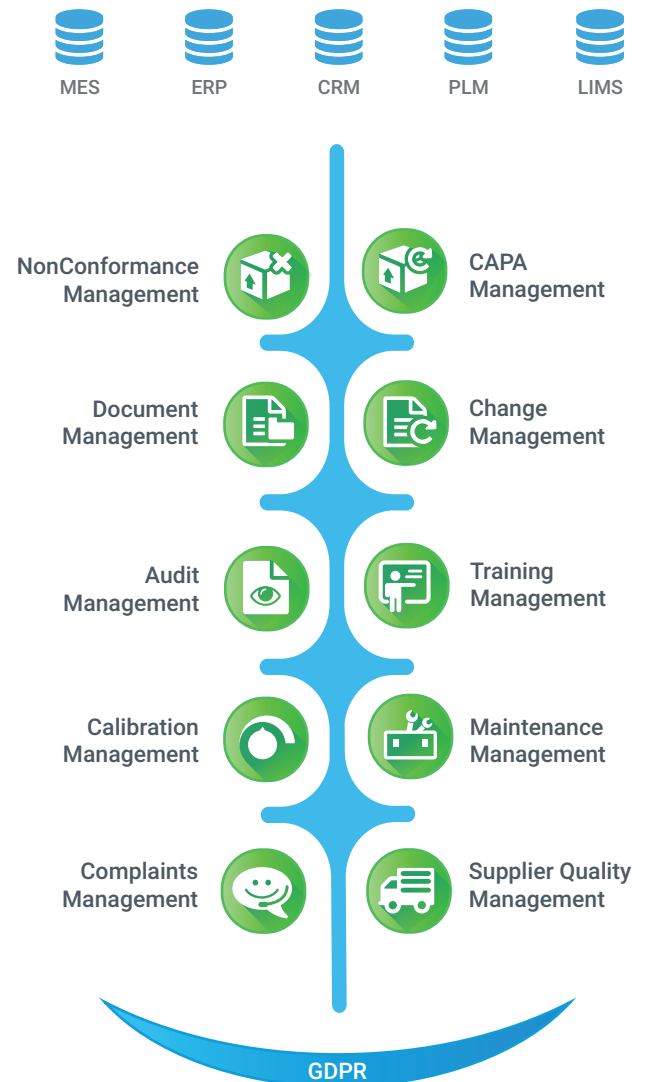 MES
ERP
CRM
PLM
LIMS
NonConformance
Management
CAPA
Management
Document
Management
Change
Management
Audit
Management
Training
Management
Calibration
Management
Maintenance
Management
Complaints
Management
Supplier Quality
Management
GDPR